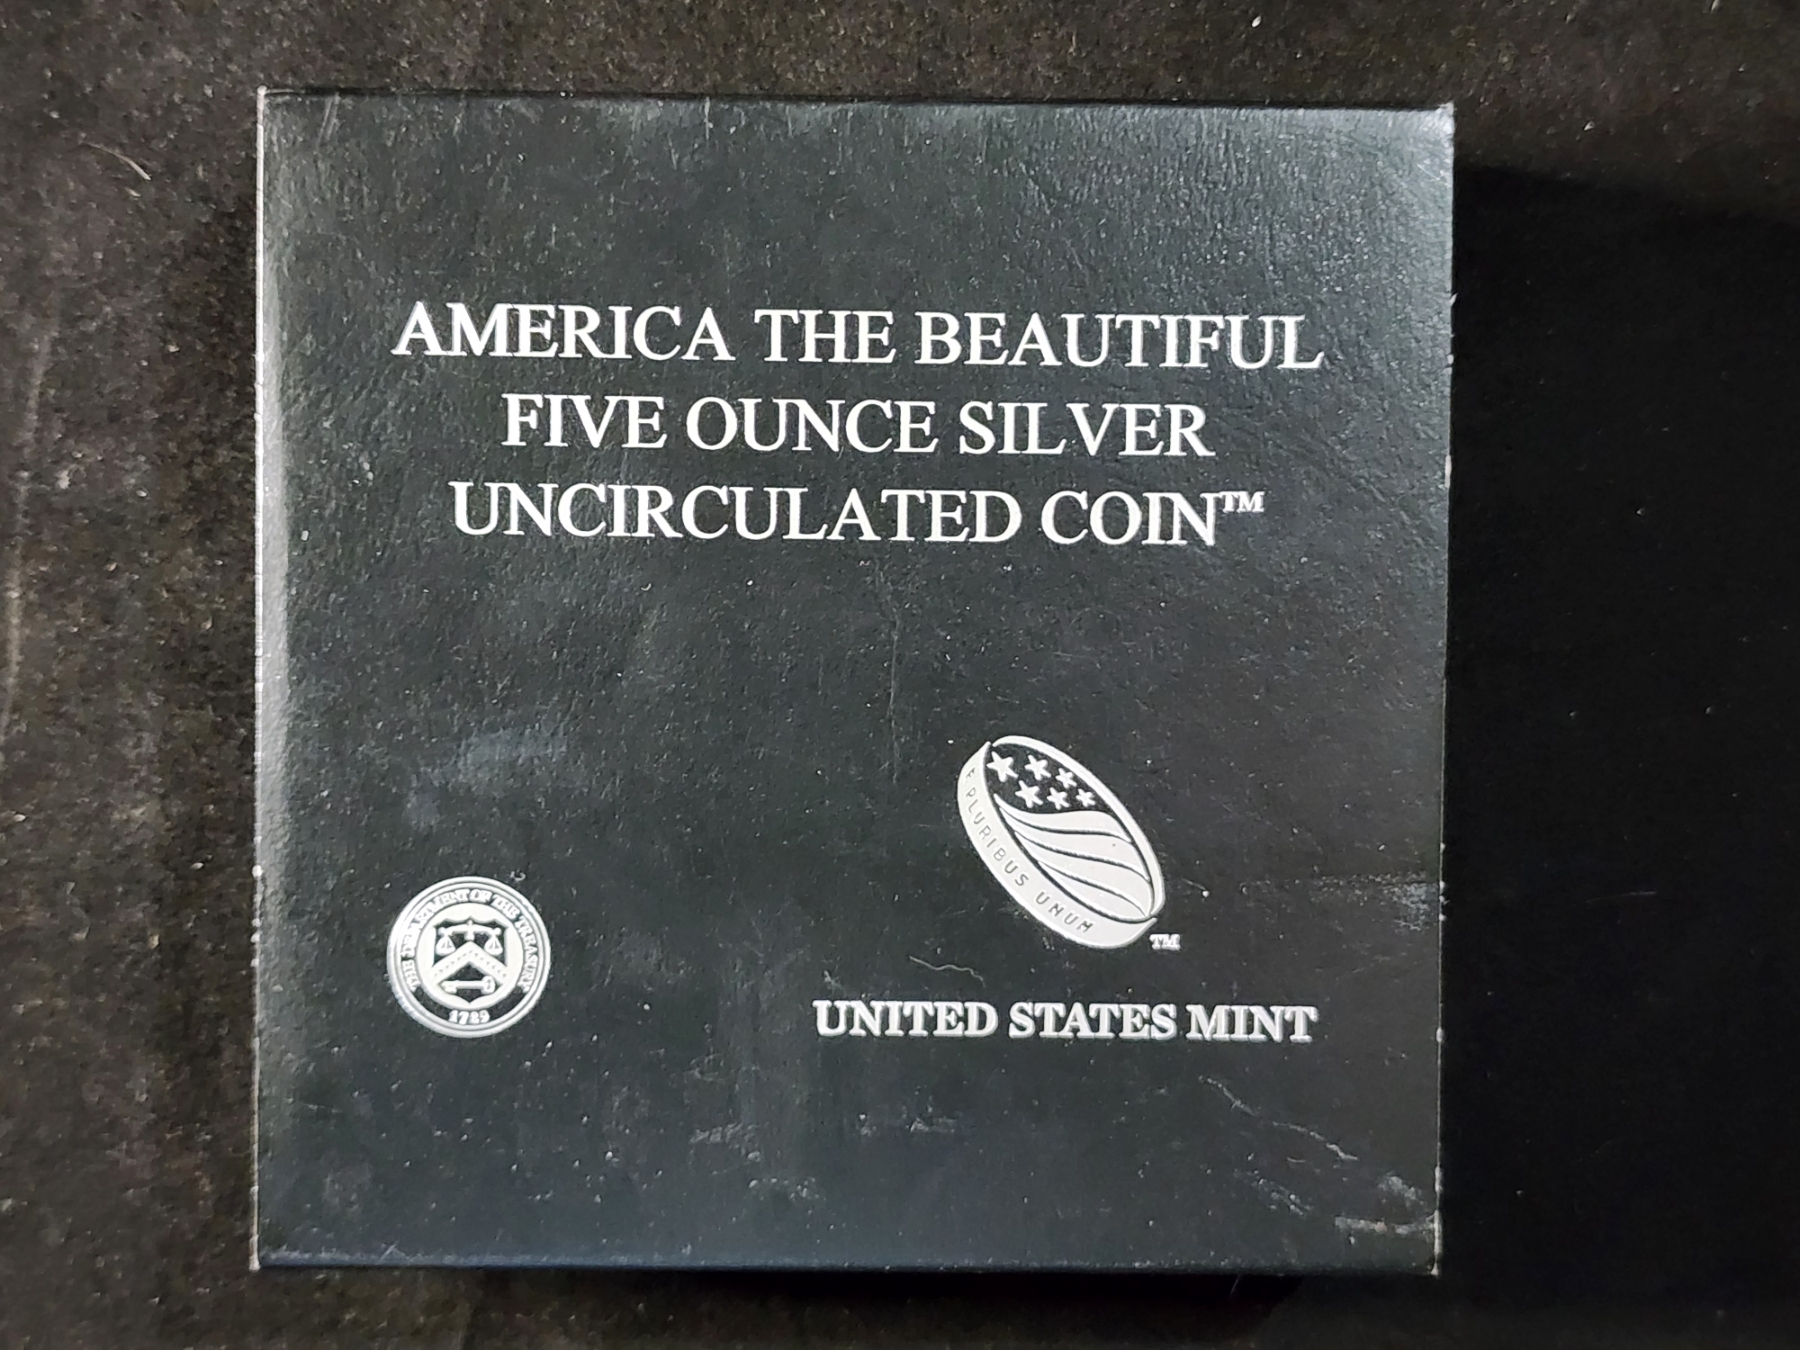 AMERICA THE BEAUTIFUL
FIVE OUNCE SILVER
UNCIRCULATED COIN™
E PLURIBUS UNUM
TM
THE DEPARTMENT OF THE TREASURY
1789
UNITED STATES MINT